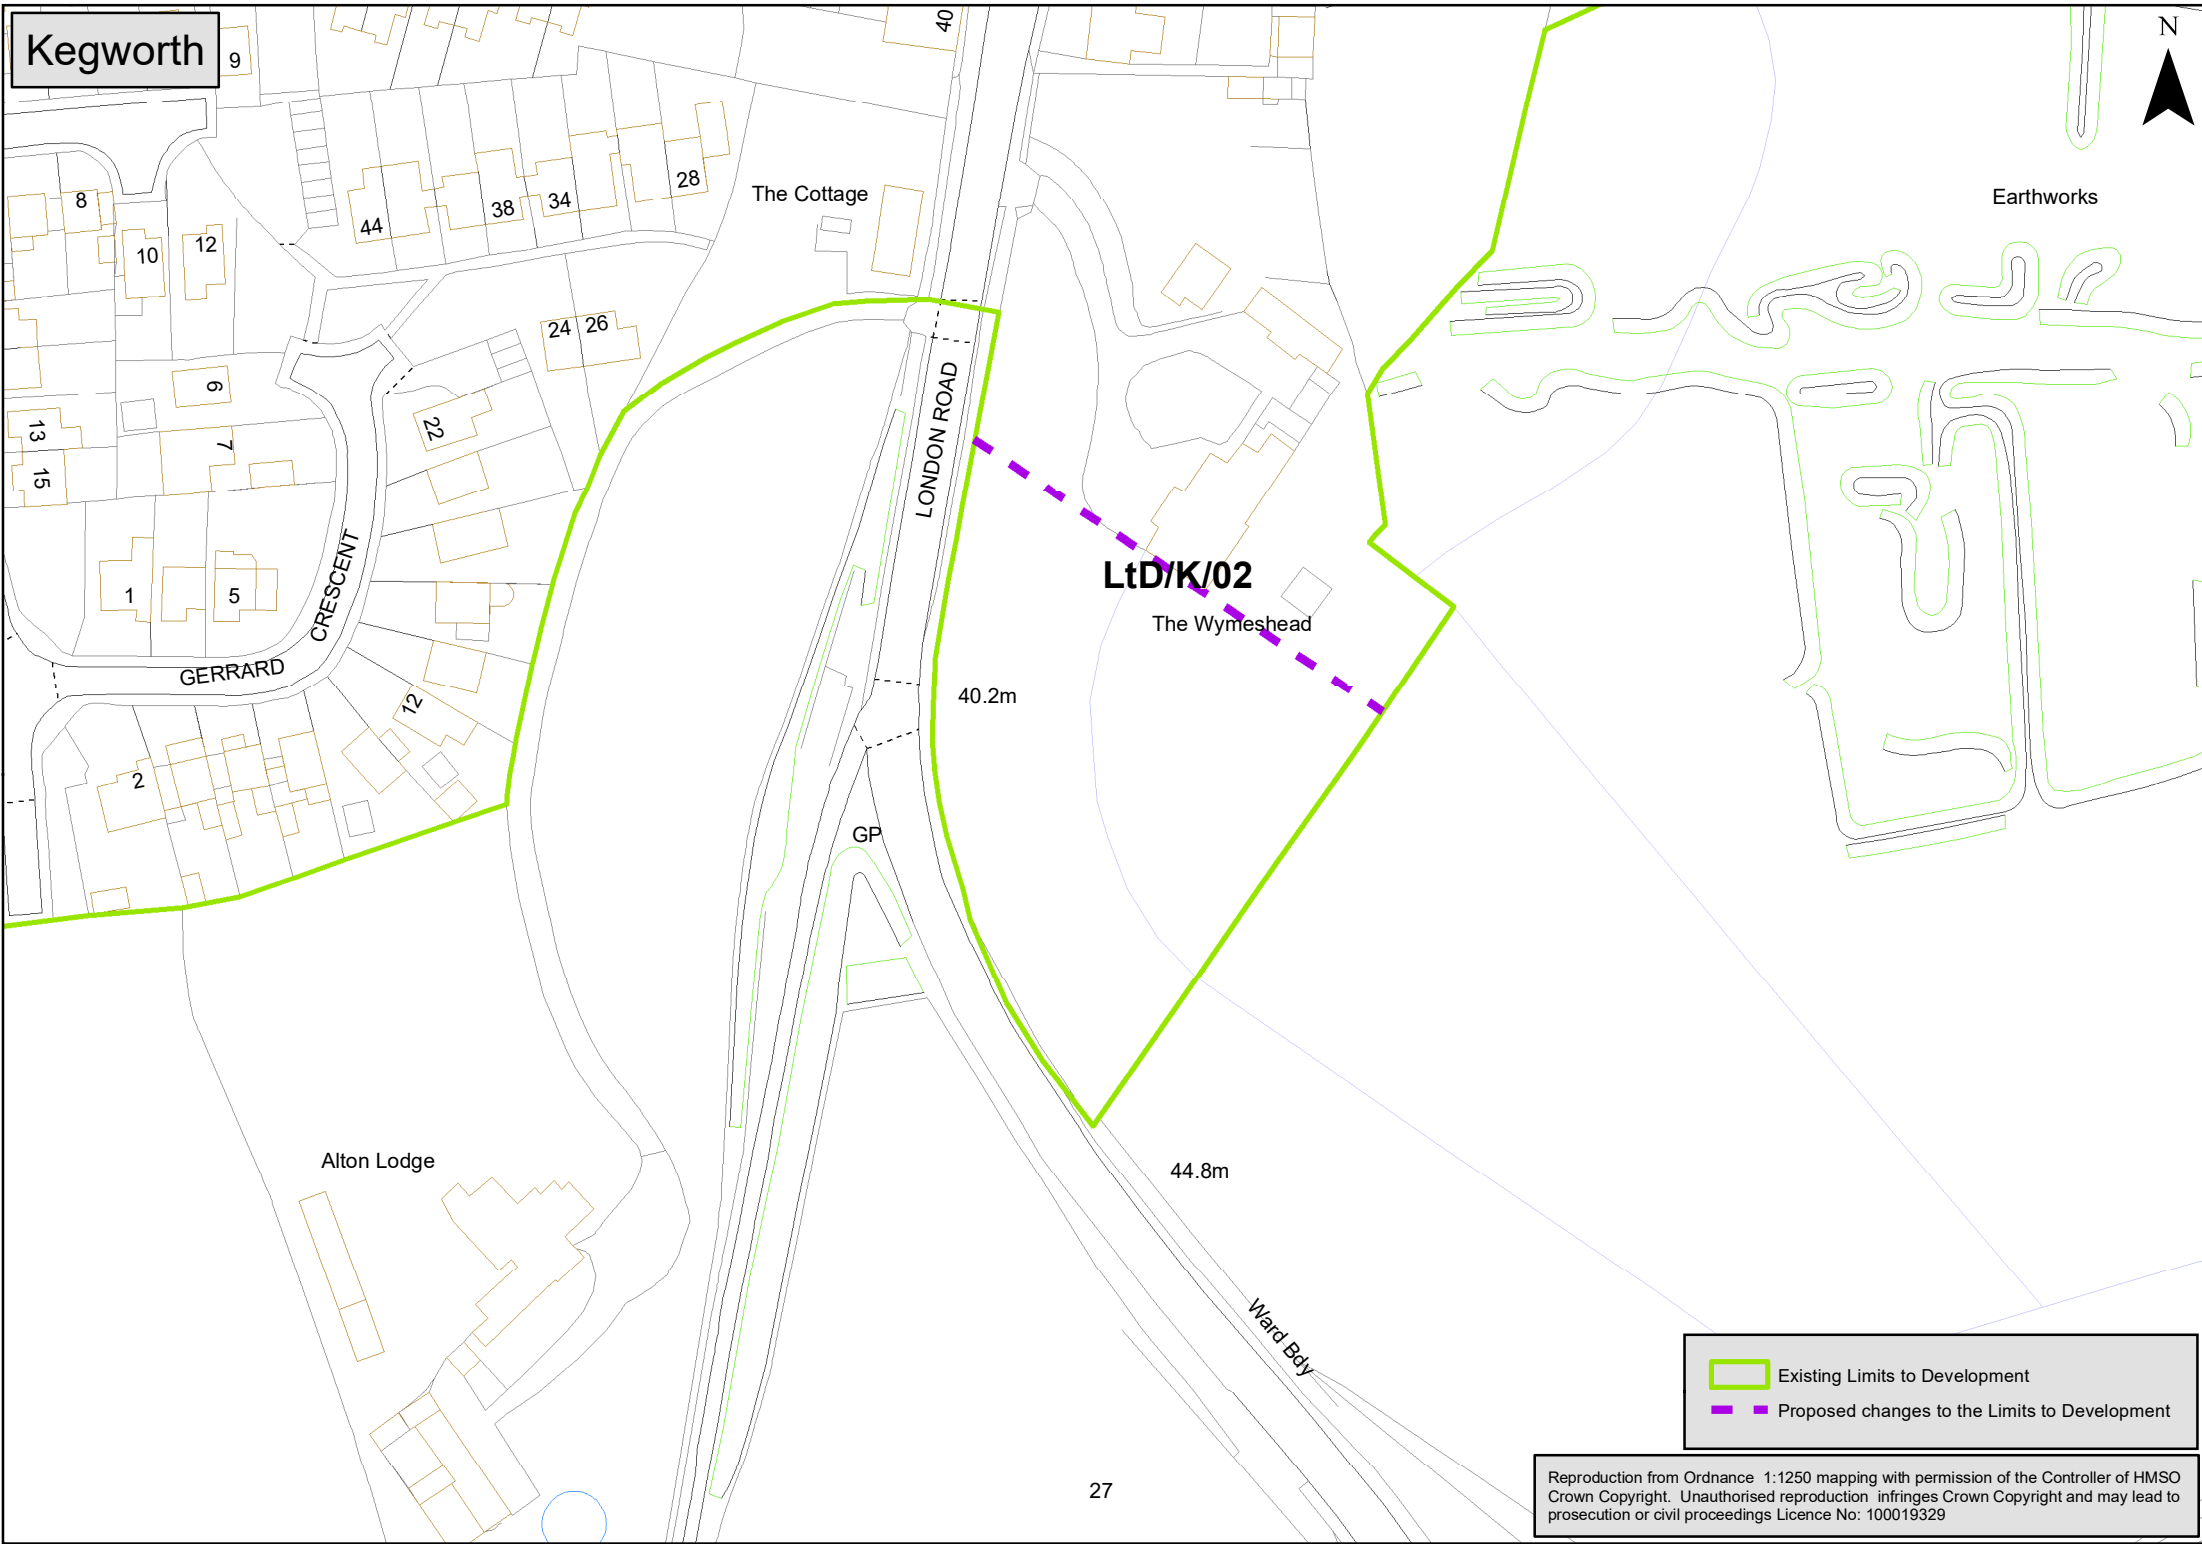 Kegworth
9
40
N
8
10
12
44
38
34
28
The Cottage
Earthworks
24
26
6
22
13
7
15
LONDON ROAD
1
5
CRESCENT
GERRARD
LtD/K/02
The Wymeshead
12
40.2m
2
GP
Alton Lodge
44.8m
Ward Bdy
27
Existing Limits to Development
Proposed changes to the Limits to Development
Reproduction from Ordnance 1:1250 mapping with permission of the Controller of HMSO
Crown Copyright. Unauthorised reproduction infringes Crown Copyright and may lead to
prosecution or civil proceedings Licence No: 100019329